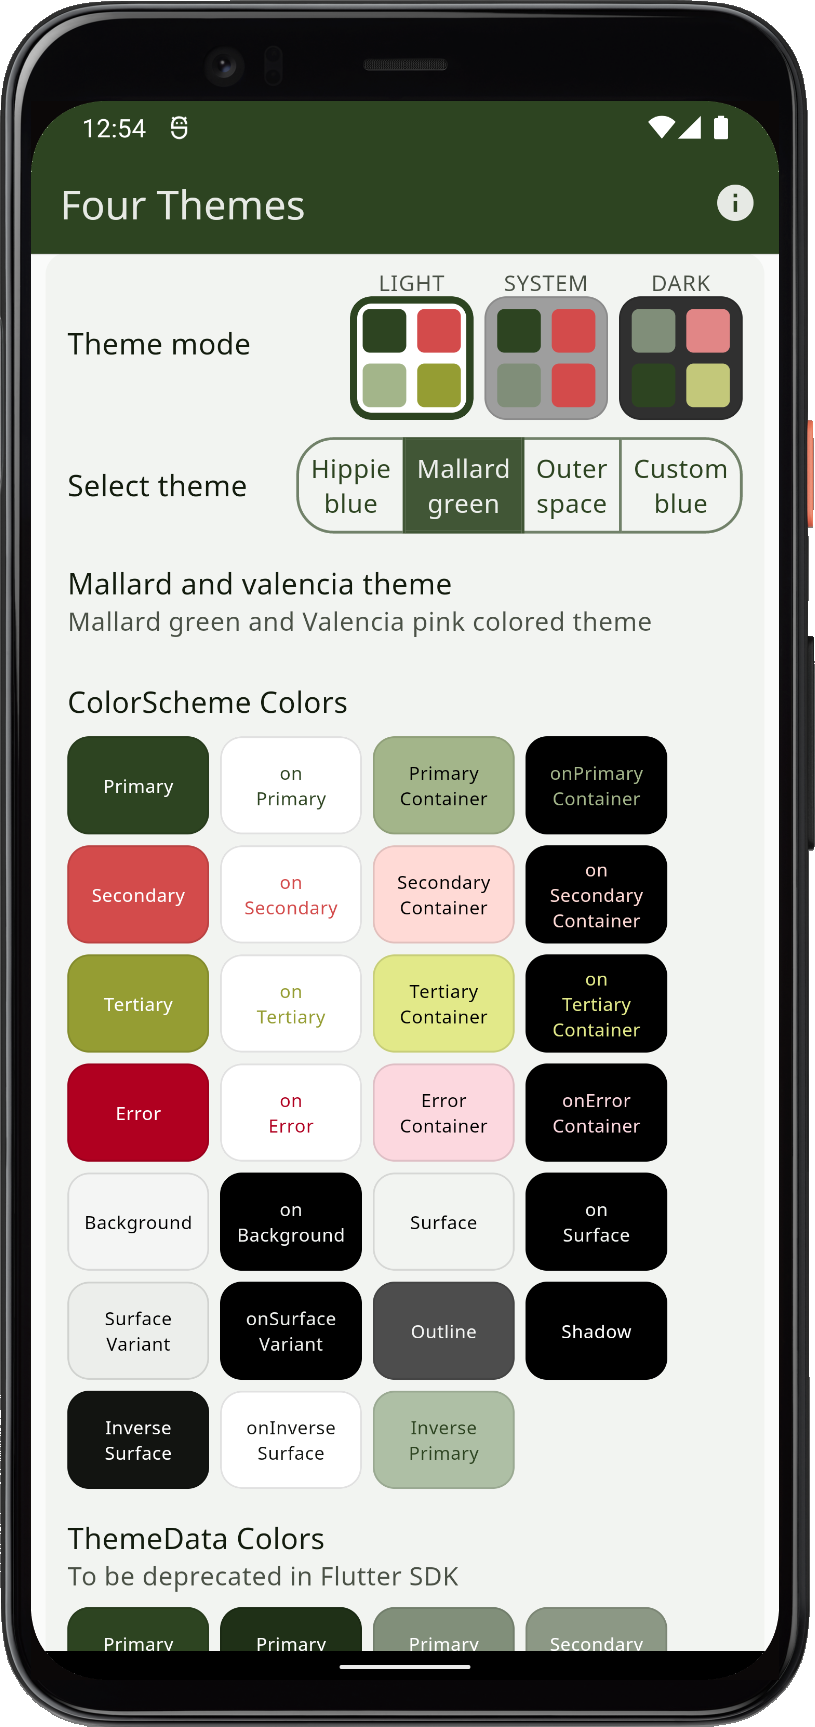 12:54
Four Themes
LIGHT SYSTEM DARK
Theme mode
Select theme
Hippie
blue
Mallard
green
Outer
space
Custom
blue
Mallard and valencia theme
Mallard green and Valencia pink colored theme
ColorScheme Colors
Primary
on
Primary
Primary
Container
onPrimary
Container
Secondary
on
Secondary
Secondary
Container
on
Secondary
Container
Tertiary
on
Tertiary
Tertiary
Container
on
Tertiary
Container
Error
on
Error
Error
Container
onError
Container
Background
on
Background
Surface
on
Surface
Surface
Variant
onSurface
Variant
Outline
Shadow
Inverse
Surface
onInverse
Surface
Inverse
Primary
ThemeData Colors
To be deprecated in Flutter SDK
Primary
Primary
Primary
Secondary